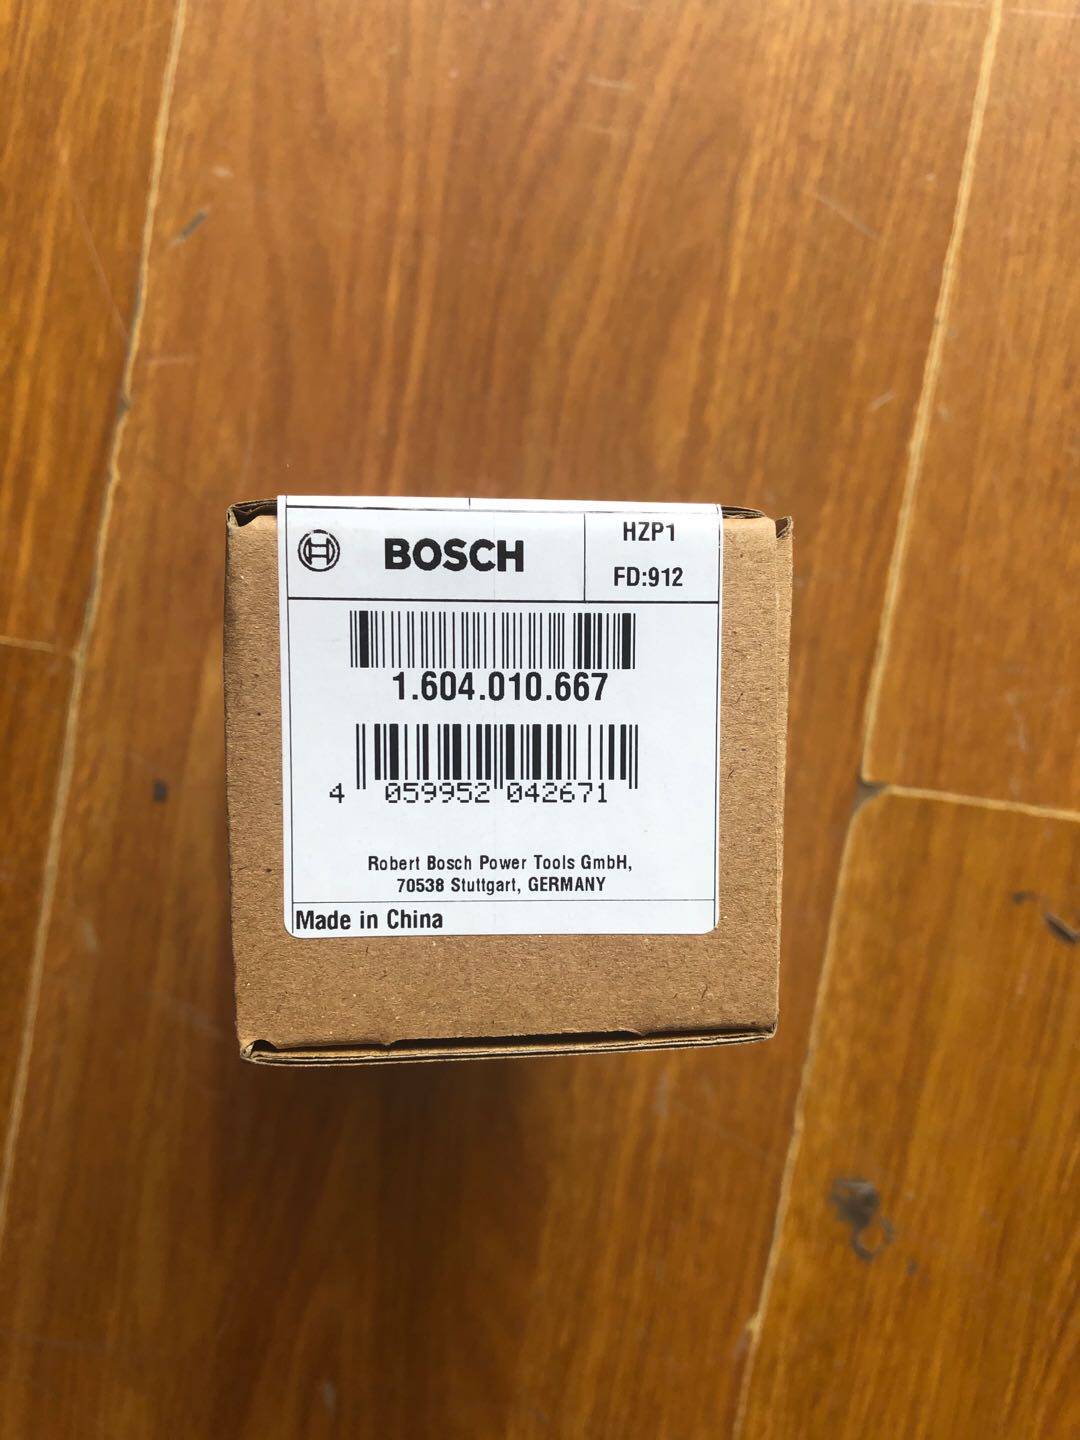 BOSCH
HZP1
FD:912
1.604.010.667
4 059952 042671
Robert Bosch Power Tools GmbH,
70538 Stuttgart, GERMANY
Made in China